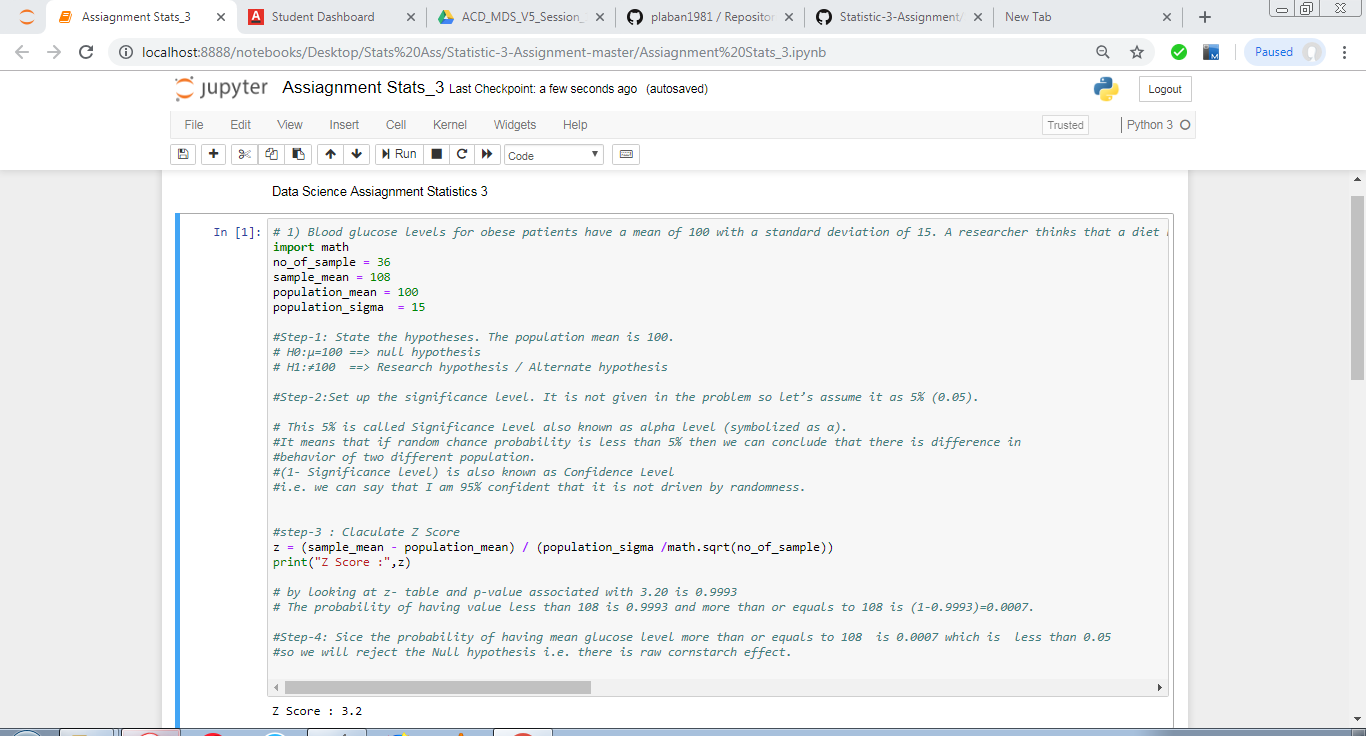 Assiagnment Stats_3
Student Dashboard
ACD_MDS_V5_Session_
plaban1981 / Repositor
Statistic-3-Assignment/
New Tab
localhost:8888/notebooks/Desktop/Stats%20Ass/Statistic-3-Assignment-master/Assiagnment%20Stats_3.ipynb
Paused
jupyter Assiagnment Stats_3 Last Checkpoint: a few seconds ago (autosaved)
Logout
File Edit View Insert Cell Kernel Widgets Help
Trusted
Python 3
Run
Code
Data Science Assiagnment Statistics 3
In [1]:
# 1) Blood glucose levels for obese patients have a mean of 100 with a standard deviation of 15. A researcher thinks that a diet
import math
no_of_sample = 36
sample_mean = 108
population_mean = 100
population_sigma  = 15
#Step-1: State the hypotheses. The population mean is 100.
# H0:μ=100 ==> null hypothesis
# H1:≠100  ==> Research hypothesis / Alternate hypothesis
#Step-2:Set up the significance level. It is not given in the problem so let’s assume it as 5% (0.05).
# This 5% is called Significance Level also known as alpha level (symbolized as α).
#It means that if random chance probability is less than 5% then we can conclude that there is difference in
#behavior of two different population.
#(1- Significance level) is also known as Confidence Level
#i.e. we can say that I am 95% confident that it is not driven by randomness.
#step-3 : Claculate Z Score
z = (sample_mean - population_mean) / (population_sigma /math.sqrt(no_of_sample))
print("Z Score :",z)
# by looking at z- table and p-value associated with 3.20 is 0.9993
# The probability of having value less than 108 is 0.9993 and more than or equals to 108 is (1-0.9993)=0.0007.
#Step-4: Sice the probability of having mean glucose level more than or equals to 108  is 0.0007 which is  less than 0.05
#so we will reject the Null hypothesis i.e. there is raw cornstarch effect.
Z Score : 3.2